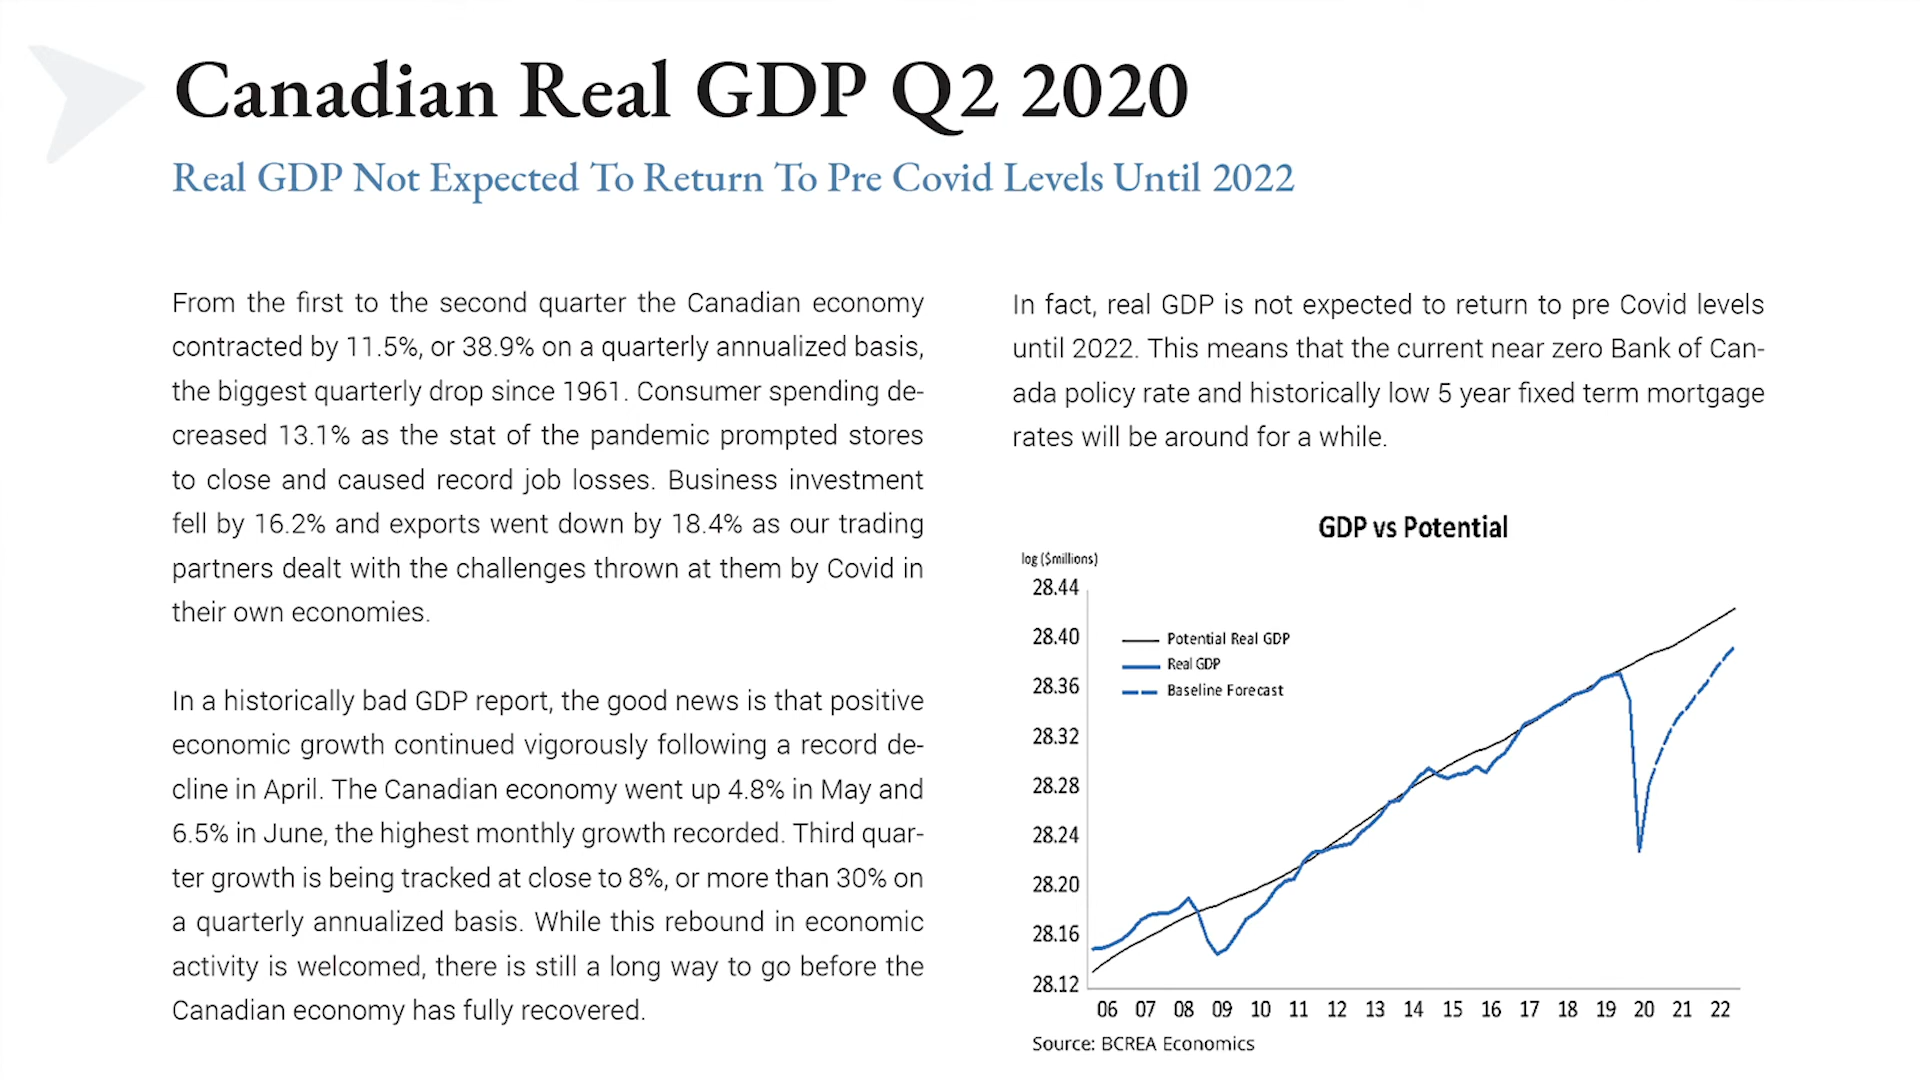 Canadian Real GDP Q2 2020
Real GDP Not Expected To Return To Pre Covid Levels Until 2022
From the first to the second quarter the Canadian economy
contracted by 11.5%, or 38.9% on a quarterly annualized basis,
the biggest quarterly drop since 1961. Consumer spending de-
creased 13.1% as the stat of the pandemic prompted stores
to close and caused record job losses. Business investment
fell by 16.2% and exports went down by 18.4% as our trading
partners dealt with the challenges thrown at them by Covid in
their own economies.
In a historically bad GDP report, the good news is that positive
economic growth continued vigorously following a record de-
cline in April. The Canadian economy went up 4.8% in May and
6.5% in June, the highest monthly growth recorded. Third quar-
ter growth is being tracked at close to 8%, or more than 30% on
a quarterly annualized basis. While this rebound in economic
activity is welcomed, there is still a long way to go before the
Canadian economy has fully recovered.
In fact, real GDP is not expected to return to pre Covid levels
until 2022. This means that the current near zero Bank of Can-
ada policy rate and historically low 5 year fixed term mortgage
rates will be around for a while.
GDP vs Potential
log ($millions)
28.44
28.40
28.36
28.32
28.28
28.24
28.20
28.16
28.12
Potential Real GDP
Real GDP
Baseline Forecast
06 07 08 09 10 11 12 13 14 15 16 17 18 19 20 21 22
Source: BCREA Economics